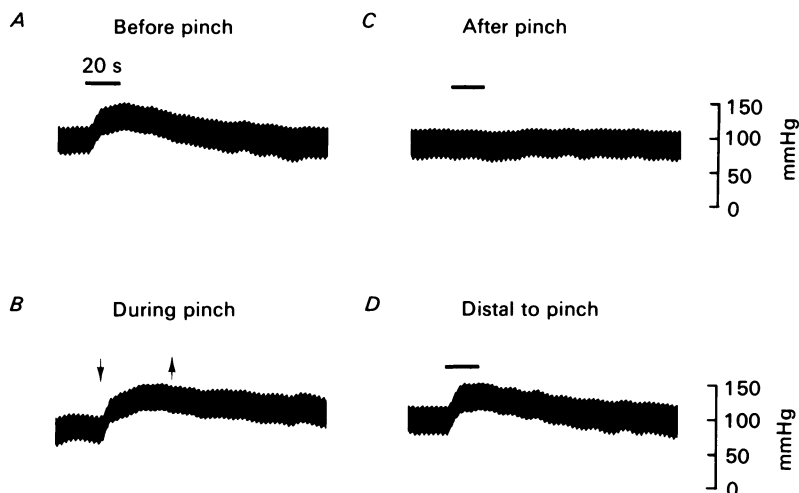 A Before pinch
C After pinch
20 s
150
100
50
0
mmHg
B During pinch
D Distal to pinch
150
100
50
0
mmHg